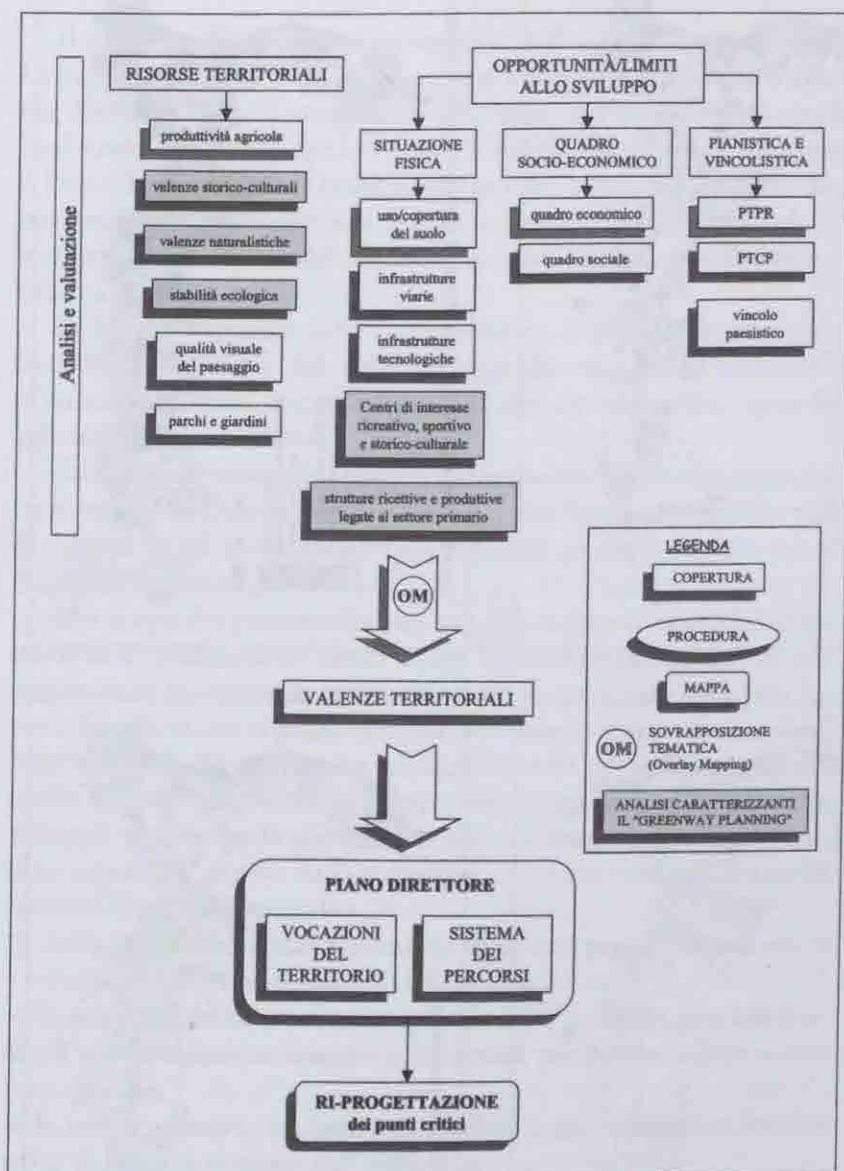 Analisi e valutazione
RISORSE TERRITORIALI
produttività agricola
valenze storico-culturali
valenze naturalistiche
stabilità ecologica
qualità visuale
del paesaggio
parchi e giardini
OPPORTUNITÀ/LIMITI
ALLO SVILUPPO
SITUAZIONE
FISICA
uso/copertura
del suolo
infrastrutture
viarie
infrastrutture
tecnologiche
Centri di interesse
ricreativo, sportivo
e storico-culturale
strutture ricettive e produttive
legate al settore primario
QUADRO
SOCIO-ECONOMICO
quadro economico
quadro sociale
PIANISTICA E
VINCOLISTICA
PTPR
PTCP
vincolo
paesistico
OM
VALENZE TERRITORIALI
PIANO DIRETTORE
VOCAZIONI
DEL
TERRITORIO
SISTEMA
DEI
PERCORSI
RI-PROGETTAZIONE
dei punti critici
LEGENDA
COPERTURA
PROCEDURA
MAPPA
OM
SOVRAPPOSIZIONE
TEMATICA
(Overlay Mapping)
ANALISI CARATTERIZZANTI
IL "GREENWAY PLANNING"